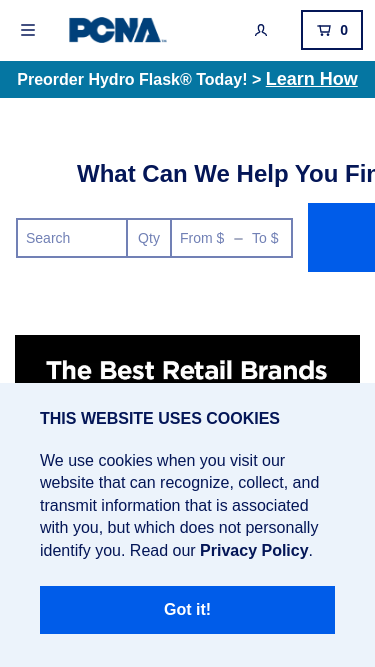 PCNA
0
Preorder Hydro Flask® Today! > Learn How
What Can We Help You Fin
Search
Qty
From $ – To $
The Best Retail Brands
THIS WEBSITE USES COOKIES
We use cookies when you visit our
website that can recognize, collect, and
transmit information that is associated
with you, but which does not personally
identify you. Read our Privacy Policy.
Got it!